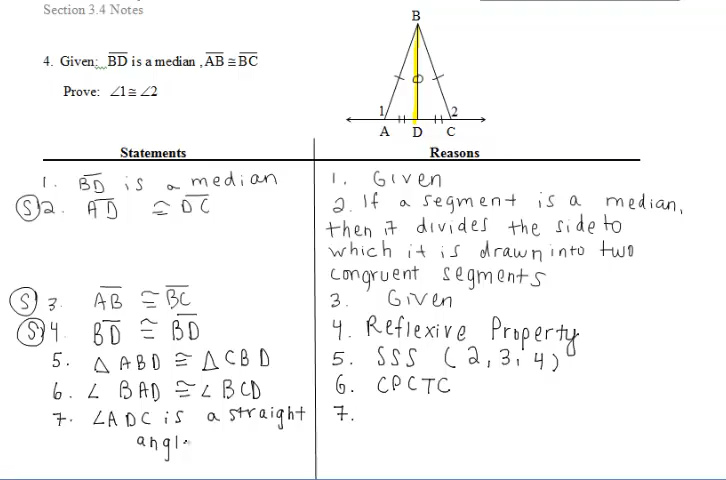 Section 3.4 Notes
4. Given: BD is a median , AB ≅ BC
Prove: ∠1 ≅ ∠2
B
1
2
A
D
C
Statements
Reasons
1. BD is a median
1. Given
S 2. AD ≅ DC
2. If a segment is a median,
then it divides the side to
which it is drawn into two
congruent segments
S 3. AB ≅ BC
3. Given
S 4. BD ≅ BD
4. Reflexive Property
5. △ ABD ≅ △ CBD
5. SSS (2, 3, 4)
6. ∠ BAD ≅ ∠ BCD
6. CPCTC
7. ∠ADC is a straight
angl
7.